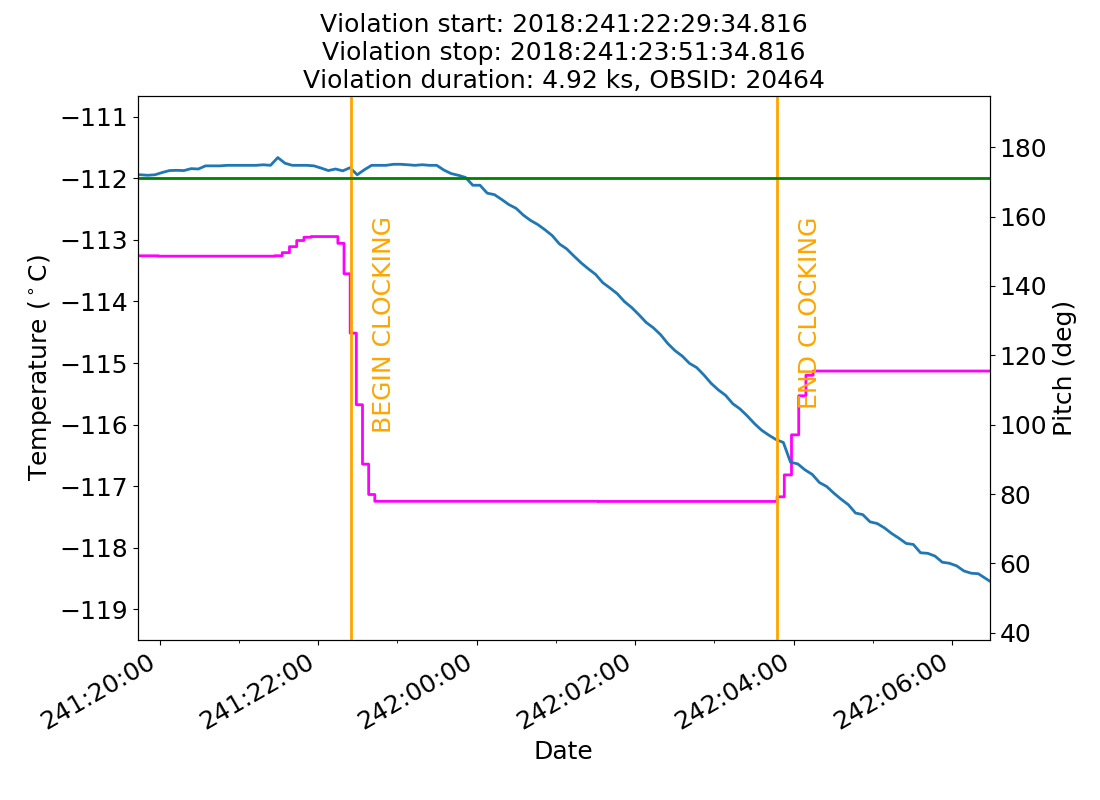 Violation start: 2018:241:22:29:34.816
Violation stop: 2018:241:23:51:34.816
Violation duration: 4.92 ks, OBSID: 20464
−111
−112
−113
−114
−115
−116
−117
−118
−119
Temperature (°C)
BEGIN CLOCKING
END CLOCKING
180
160
140
120
100
80
60
40
Pitch (deg)
241:20:00
241:22:00
242:00:00
242:02:00
242:04:00
242:06:00
Date